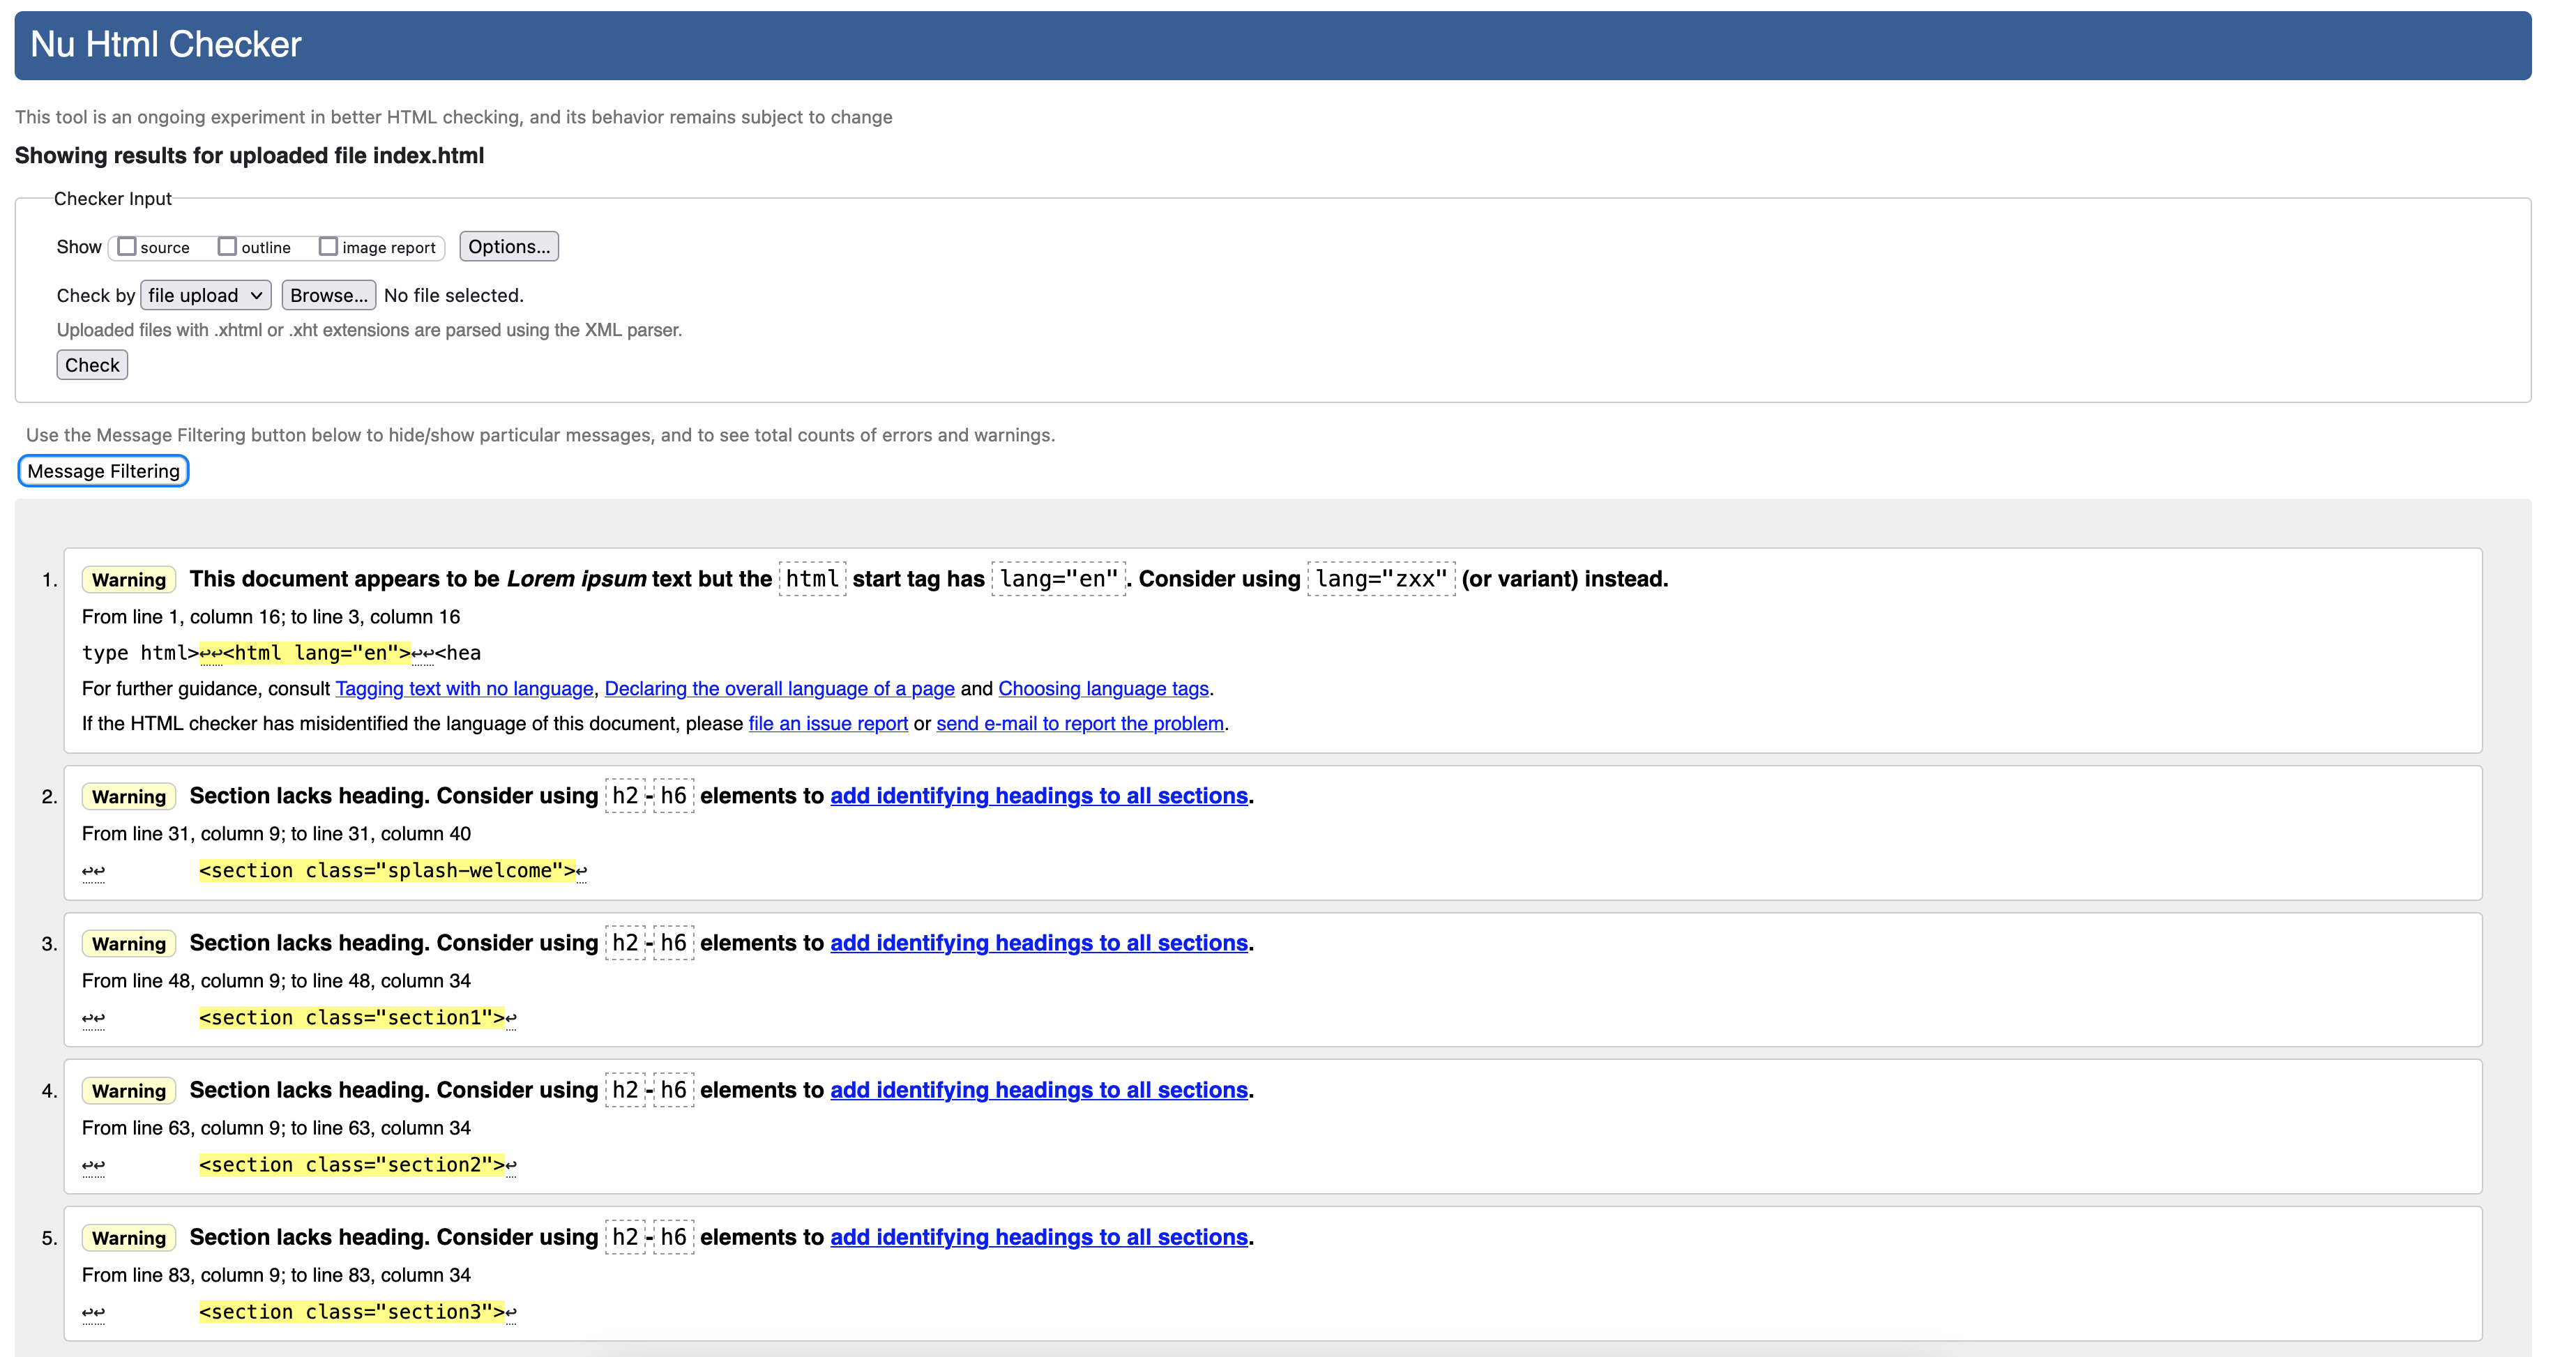 Nu Html Checker
This tool is an ongoing experiment in better HTML checking, and its behavior remains subject to change
Showing results for uploaded file index.html
Checker Input
Show source outline image report Options...
Check by file upload Browse... No file selected.
Uploaded files with .xhtml or .xht extensions are parsed using the XML parser.
Check
Use the Message Filtering button below to hide/show particular messages, and to see total counts of errors and warnings.
Message Filtering
1. Warning This document appears to be Lorem ipsum text but the html start tag has lang="en". Consider using lang="zxx" (or variant) instead.
From line 1, column 16; to line 3, column 16
type html>↩↩<html lang="en">↩↩<hea
For further guidance, consult Tagging text with no language, Declaring the overall language of a page and Choosing language tags.
If the HTML checker has misidentified the language of this document, please file an issue report or send e-mail to report the problem.
2. Warning Section lacks heading. Consider using h2-h6 elements to add identifying headings to all sections.
From line 31, column 9; to line 31, column 40
↩↩ <section class="splash-welcome">↩
3. Warning Section lacks heading. Consider using h2-h6 elements to add identifying headings to all sections.
From line 48, column 9; to line 48, column 34
↩↩ <section class="section1">↩
4. Warning Section lacks heading. Consider using h2-h6 elements to add identifying headings to all sections.
From line 63, column 9; to line 63, column 34
↩↩ <section class="section2">↩
5. Warning Section lacks heading. Consider using h2-h6 elements to add identifying headings to all sections.
From line 83, column 9; to line 83, column 34
↩↩ <section class="section3">↩